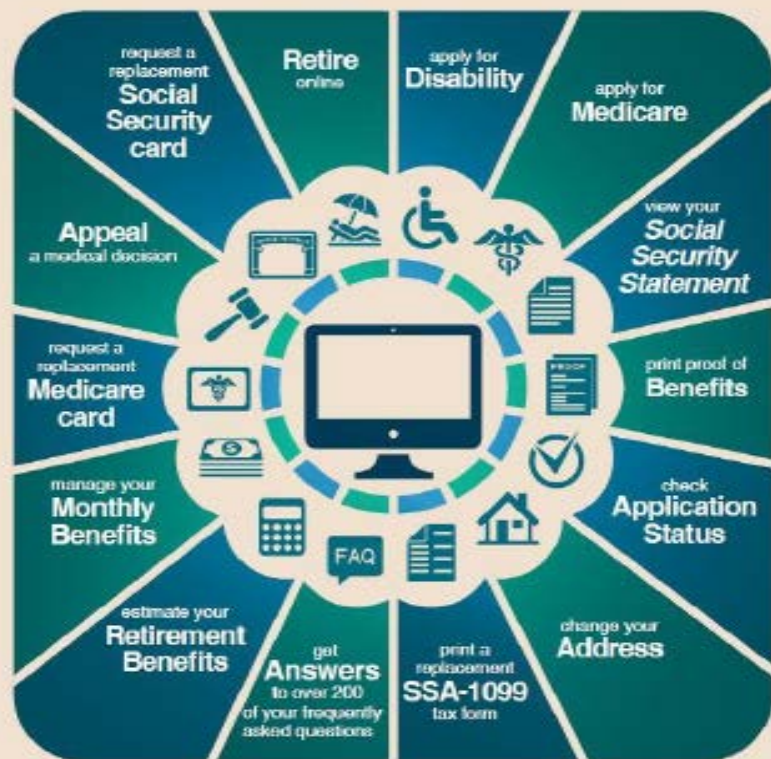 request a
replacement
Social
Security
card
Retire
online
apply for
Disability
apply for
Medicare
view your
Social
Security
Statement
print proof of
Benefits
check
Application
Status
change your
Address
print a
replacement
SSA-1099
tax form
get
Answers
to over 200
of your frequently
asked questions
estimate your
Retirement
Benefits
manage your
Monthly
Benefits
request a
replacement
Medicare
card
Appeal
a medical decision
PROOF
FAQ